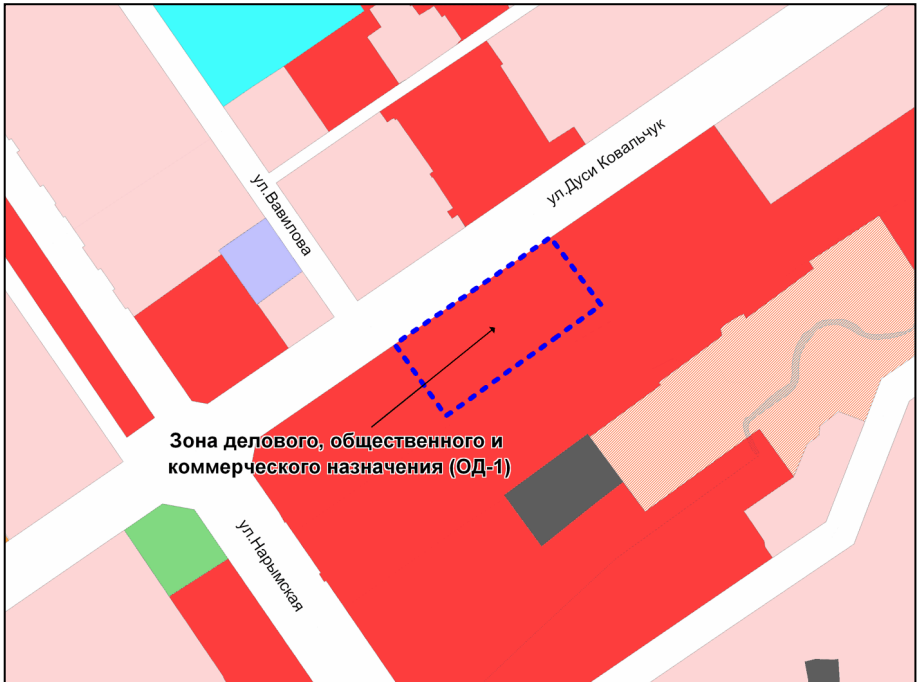 ул.Дуси Ковальчук
ул.Вавилова
Зона делового, общественного и
коммерческого назначения (ОД-1)
ул.Нарымская